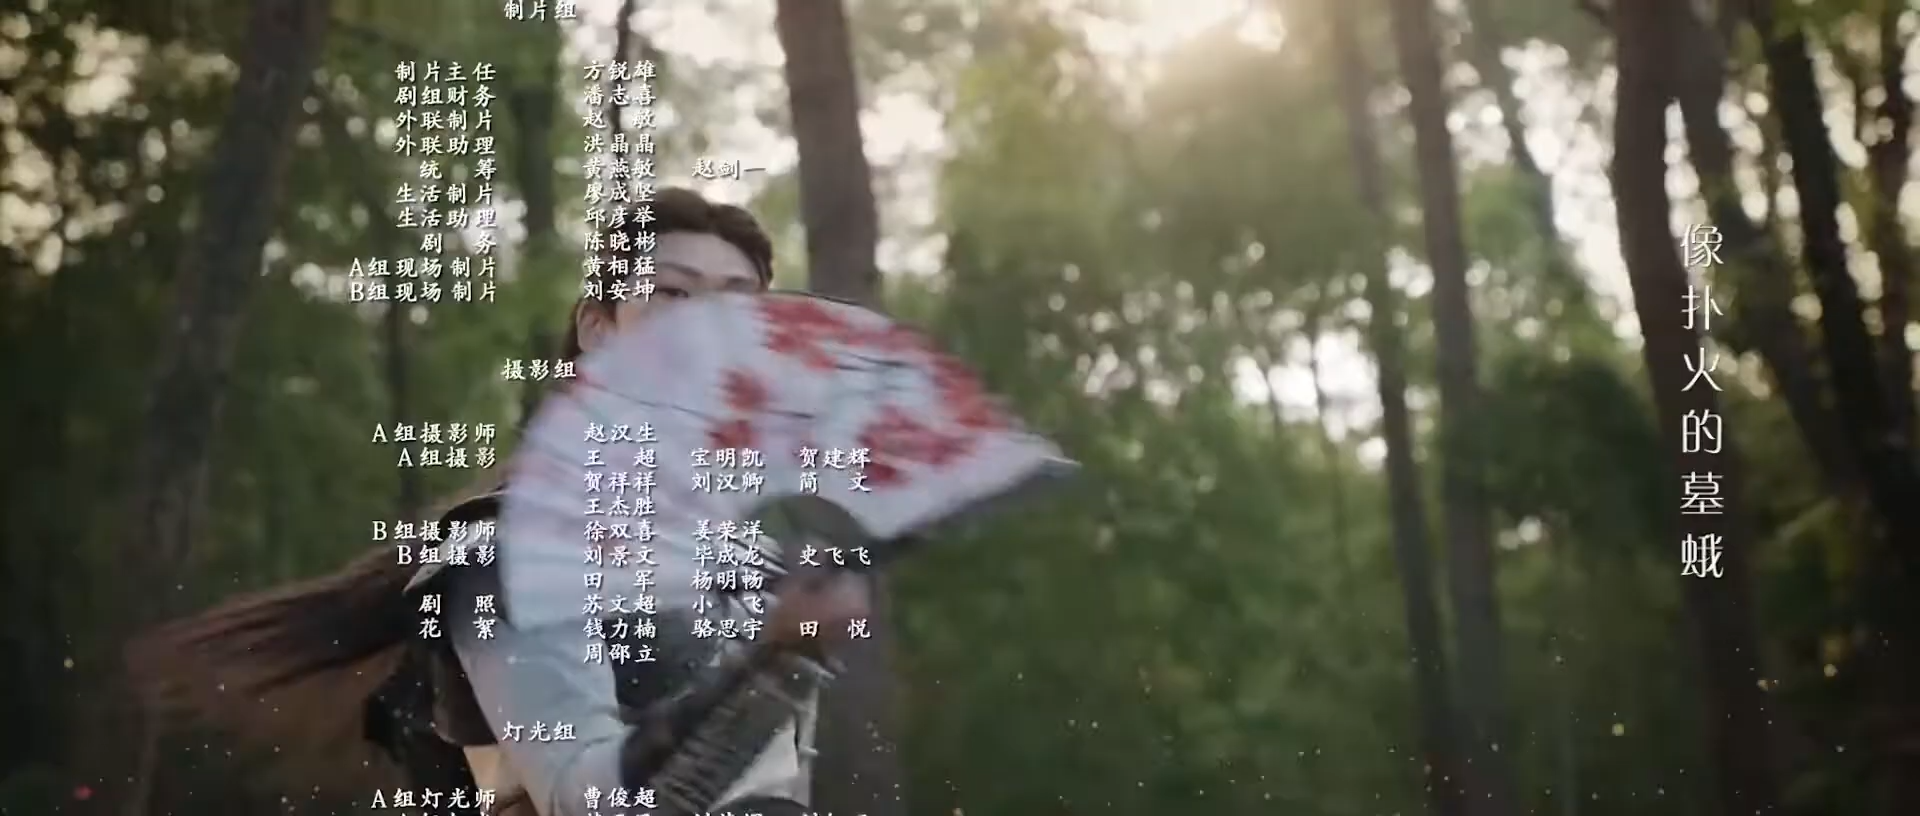 制片组
制片主任 方锐雄
剧组财务 潘志喜
外联制片 赵 敏
外联助理 洪晶晶
统 筹 黄燕敏 赵剑一
生活制片 廖成坚
生活助理 邱彦举
剧 务 陈晓彬
A组现场制片 黄相猛
B组现场制片 刘安坤
摄影组
A组摄影师 赵汉生
A组摄影 王 超 宝明凯 贺建辉
贺祥祥 刘汉卿 简 文
王杰胜
B组摄影师 徐双喜 姜荣洋
B组摄影 刘景文 毕成龙 史飞飞
田 军 杨明畅
剧 照 苏文超 小 飞
花 絮 钱力楠 骆思宇 田 悦
周邵立
灯光组
A组灯光师 曹俊超
像扑火的墓蛾